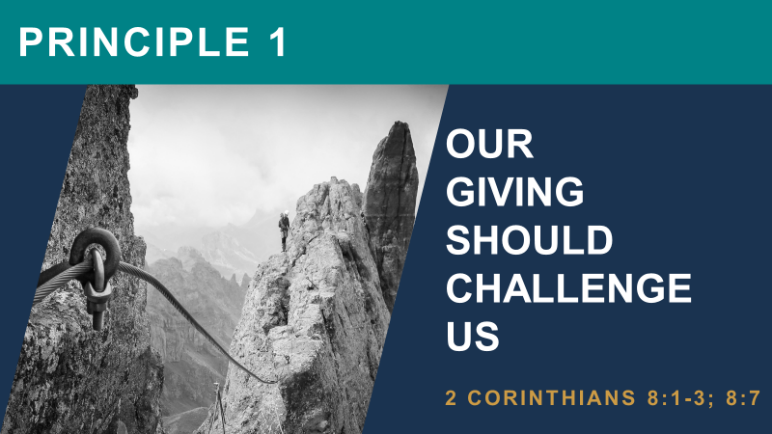 PRINCIPLE 1
OUR
GIVING
SHOULD
CHALLENGE
US
2 CORINTHIANS 8:1-3; 8:7